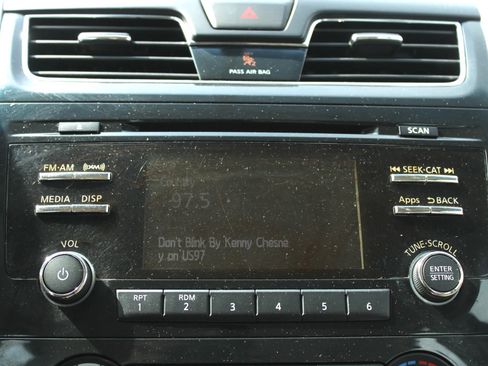 PASS AIR BAG
SCAN
FM·AM
XM
SEEK·CAT
MEDIA DISP
Apps BACK
97.5
Don't Blink By Kenny Chesne
y on US97
VOL
TUNE·SCROLL
ENTER
SETTING
RPT
1
RDM
2
3
4
5
6